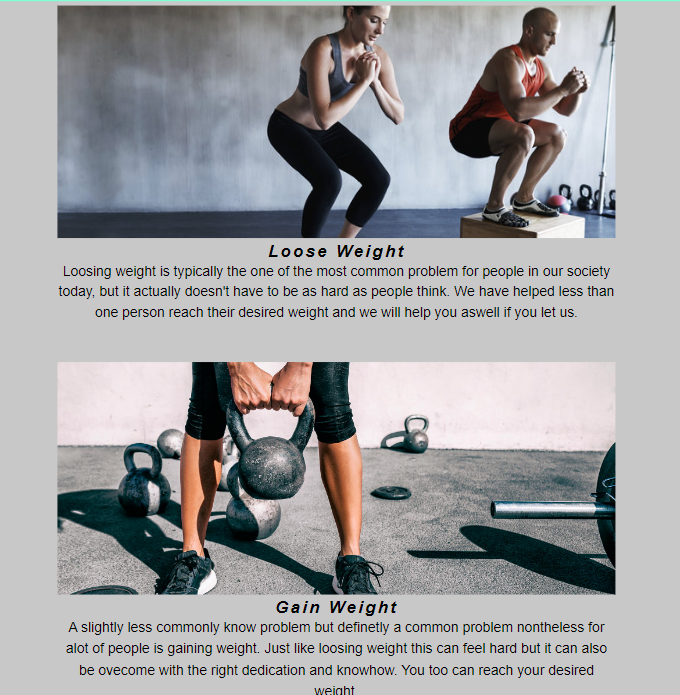 Loose Weight
Loosing weight is typically the one of the most common problem for people in our society
today, but it actually doesn't have to be as hard as people think. We have helped less than
one person reach their desired weight and we will help you aswell if you let us.
Gain Weight
A slightly less commonly know problem but definetly a common problem nontheless for
alot of people is gaining weight. Just like loosing weight this can feel hard but it can also
be ovecome with the right dedication and knowhow. You too can reach your desired
weight